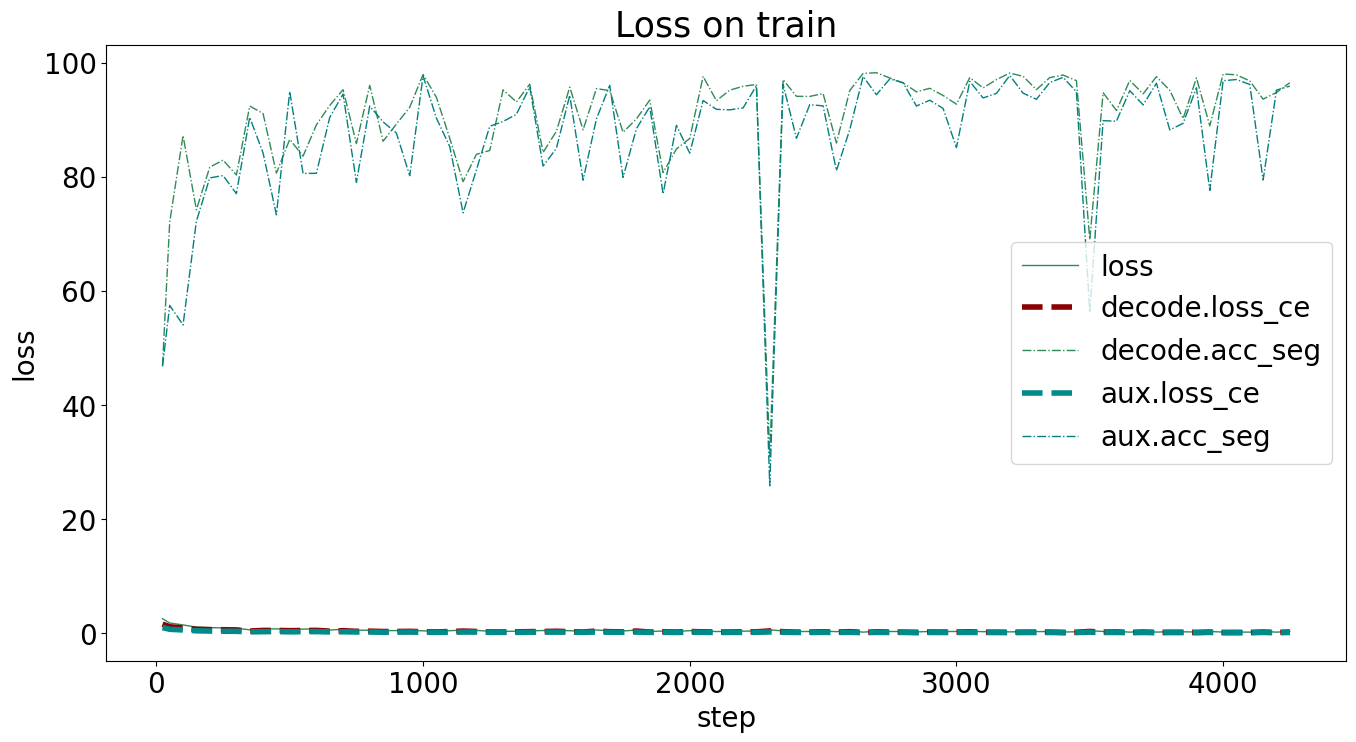 Loss on train
100
80
60
40
20
0
loss
loss
decode.loss_ce
decode.acc_seg
aux.loss_ce
aux.acc_seg
0 1000 2000 3000 4000
step